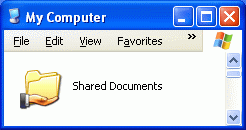 My Computer
File Edit View Favorites »
Shared Documents